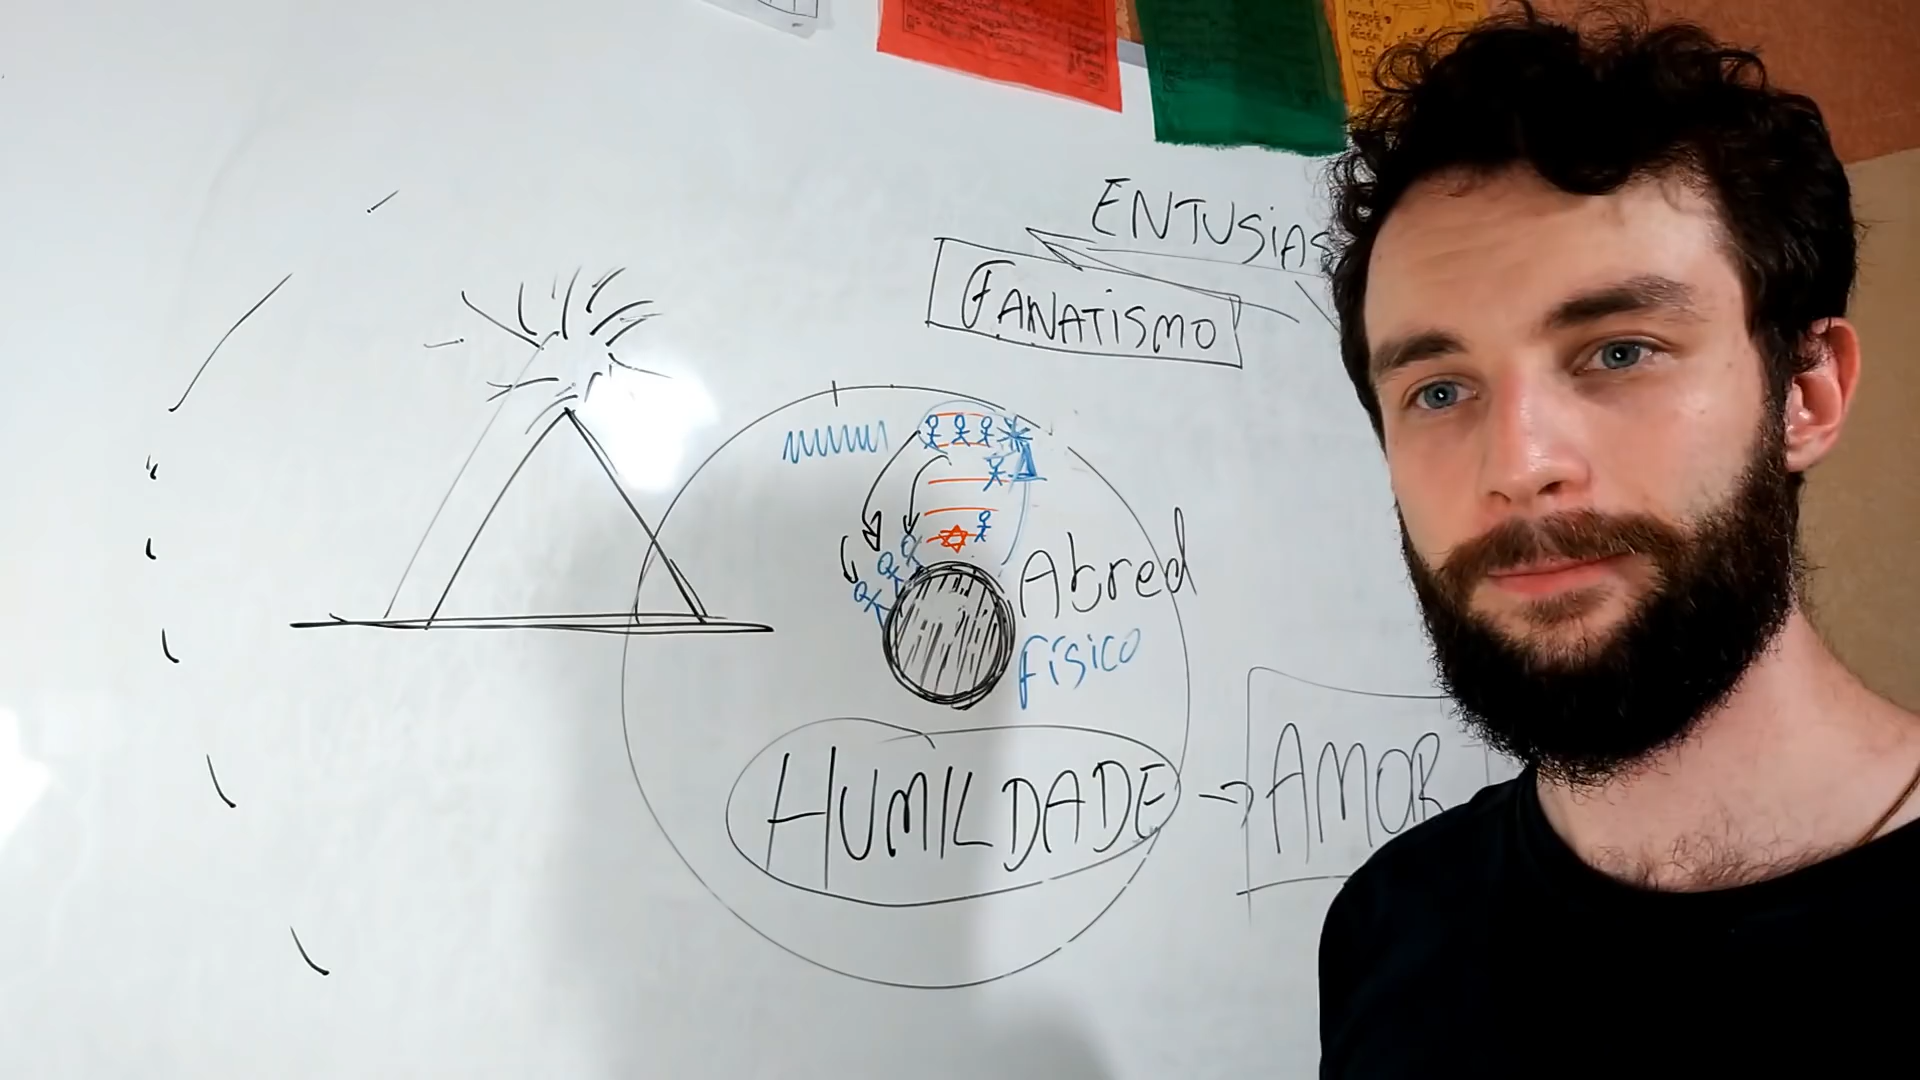 ENTUSIAS
FANATISMO
Abred
físico
HUMILDADE → AMOR